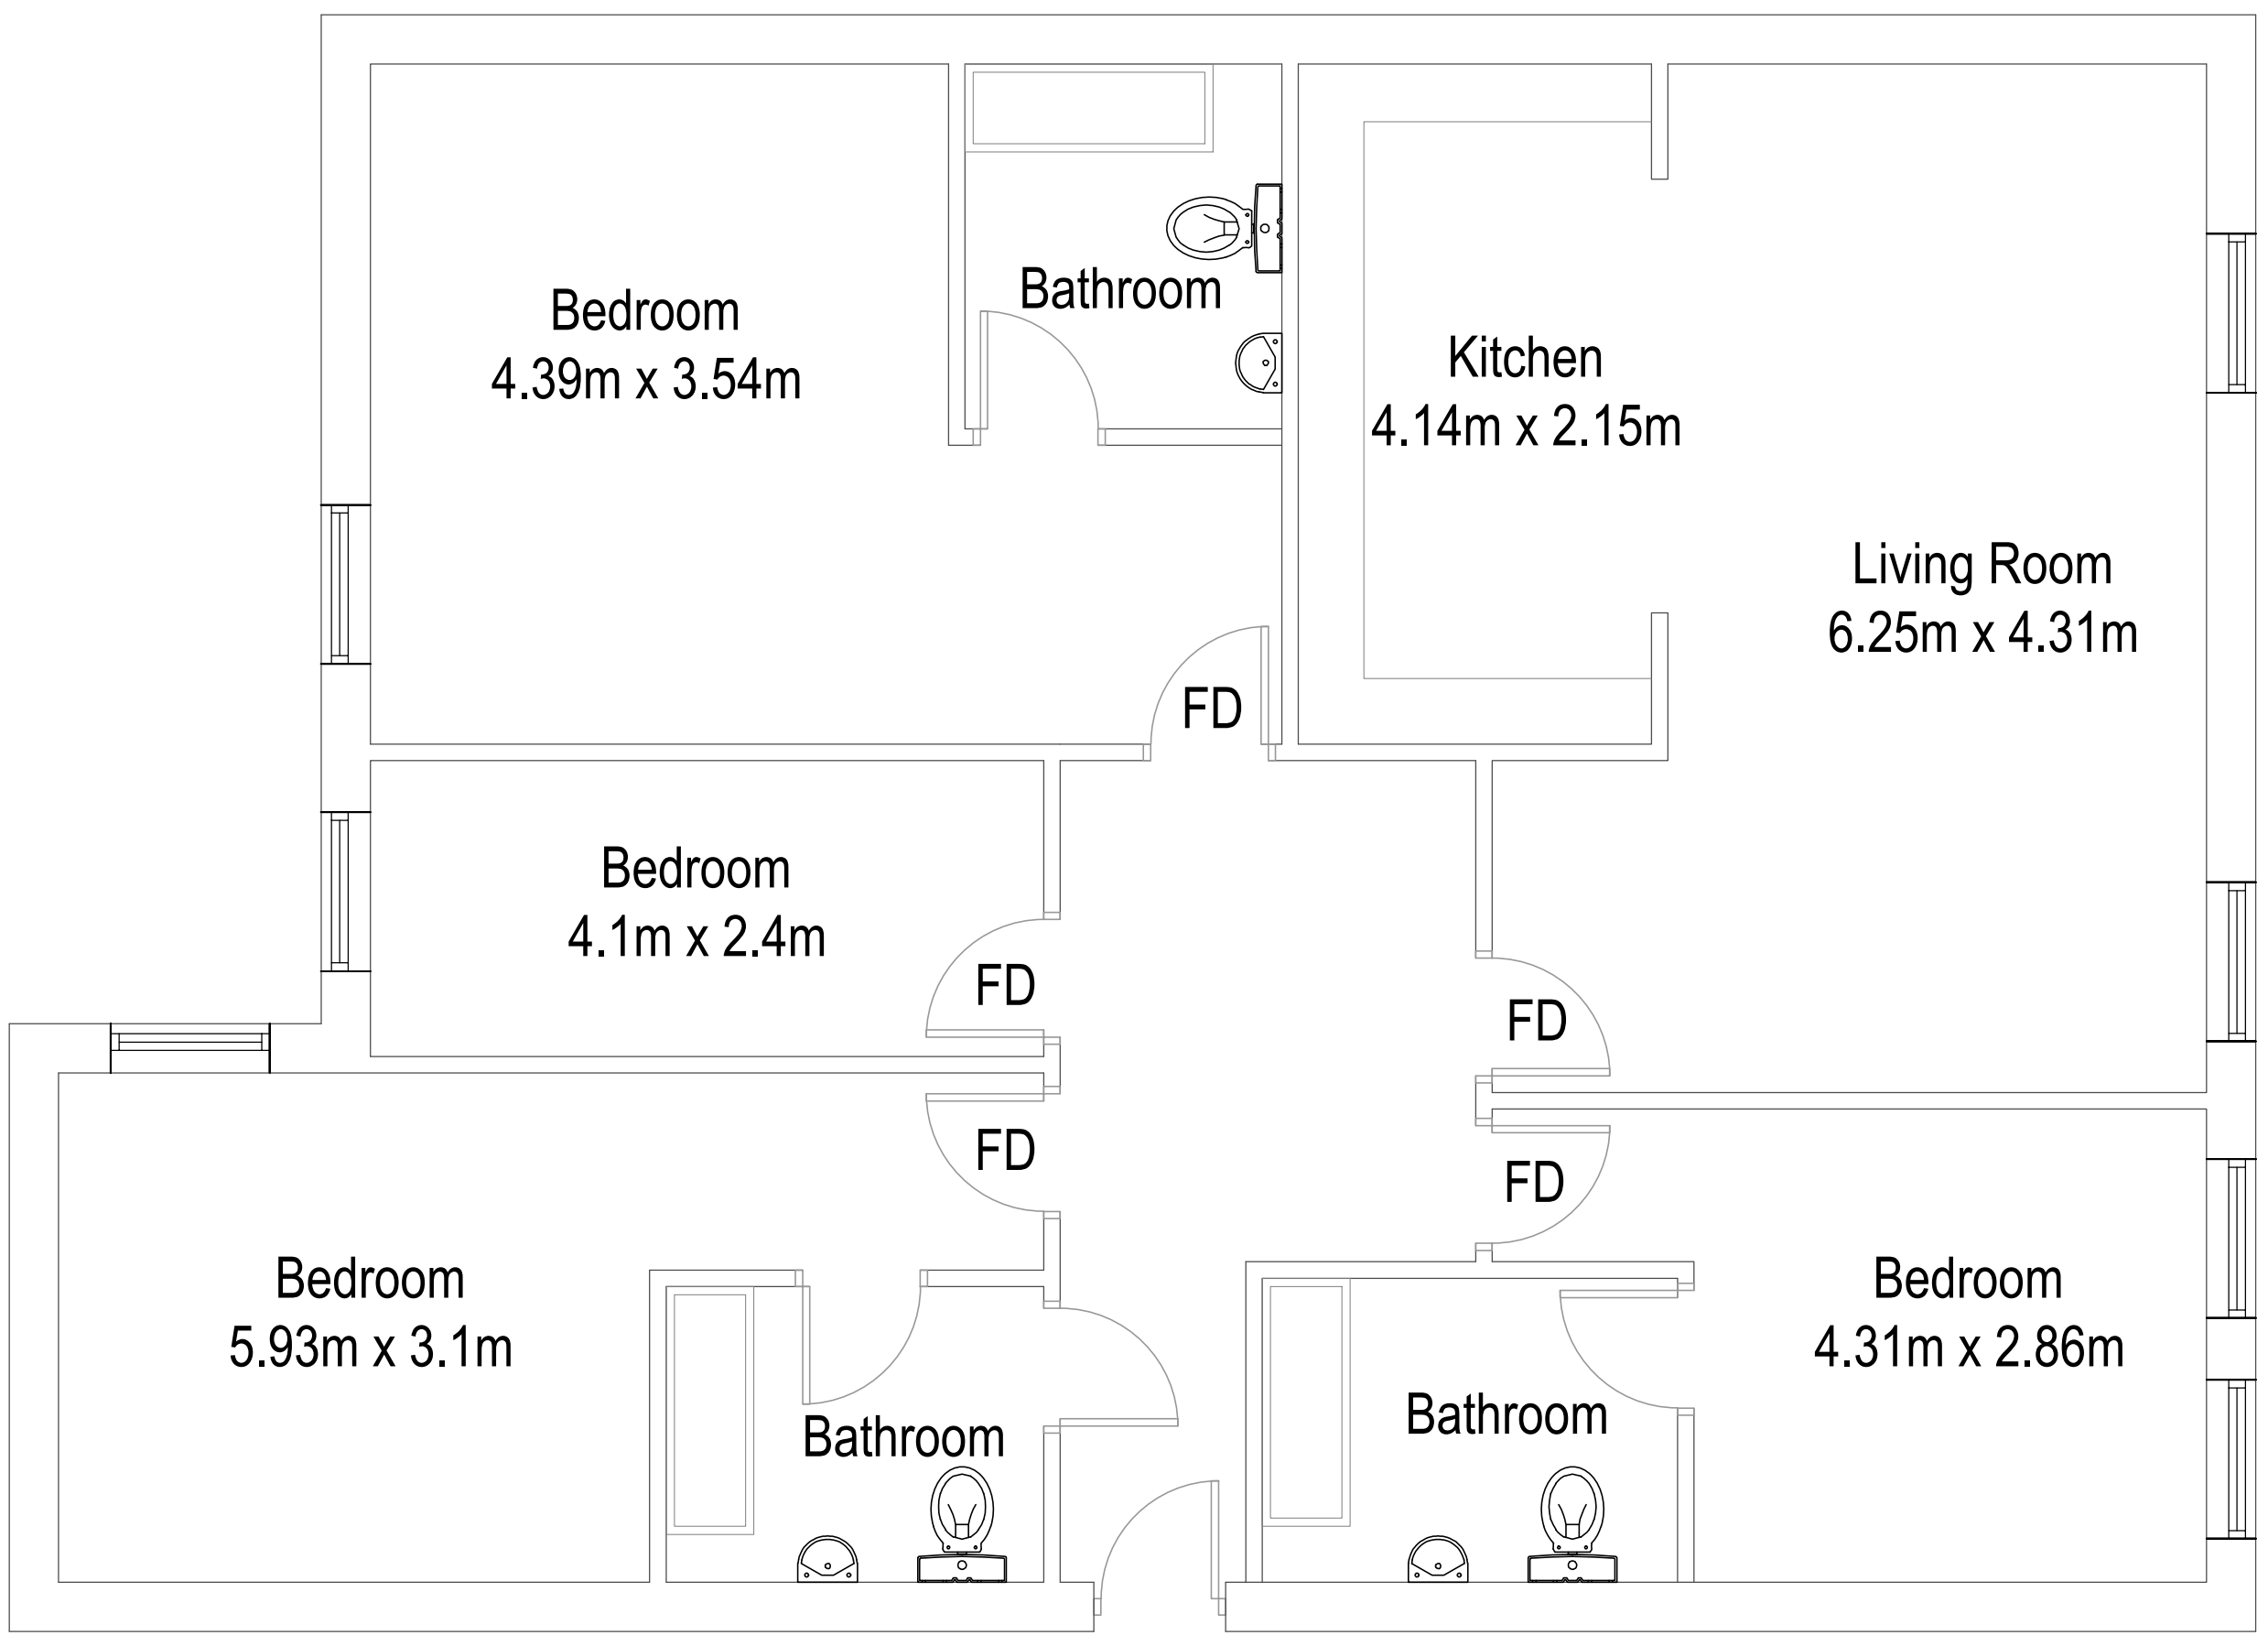 Bedroom
4.39m x 3.54m
Bathroom
Kitchen
4.14m x 2.15m
Living Room
6.25m x 4.31m
FD
Bedroom
4.1m x 2.4m
FD
FD
FD
FD
Bedroom
5.93m x 3.1m
Bathroom
Bathroom
Bedroom
4.31m x 2.86m